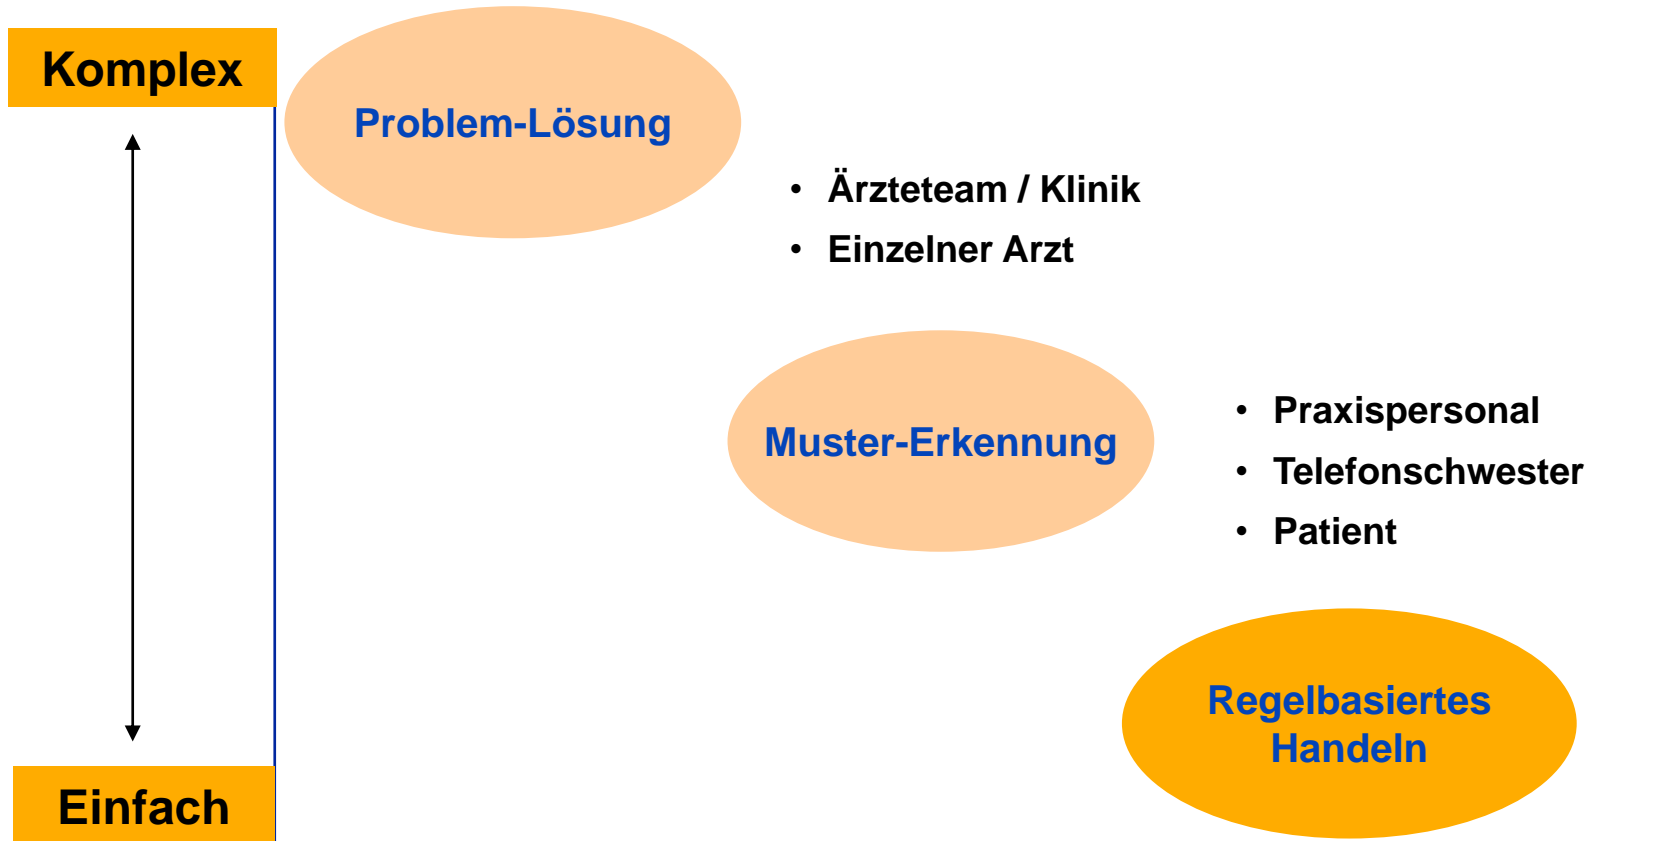 Komplex
Problem-Lösung
• Ärzteteam / Klinik
• Einzelner Arzt
Muster-Erkennung
• Praxispersonal
• Telefonschwester
• Patient
Regelbasiertes
Handeln
Einfach